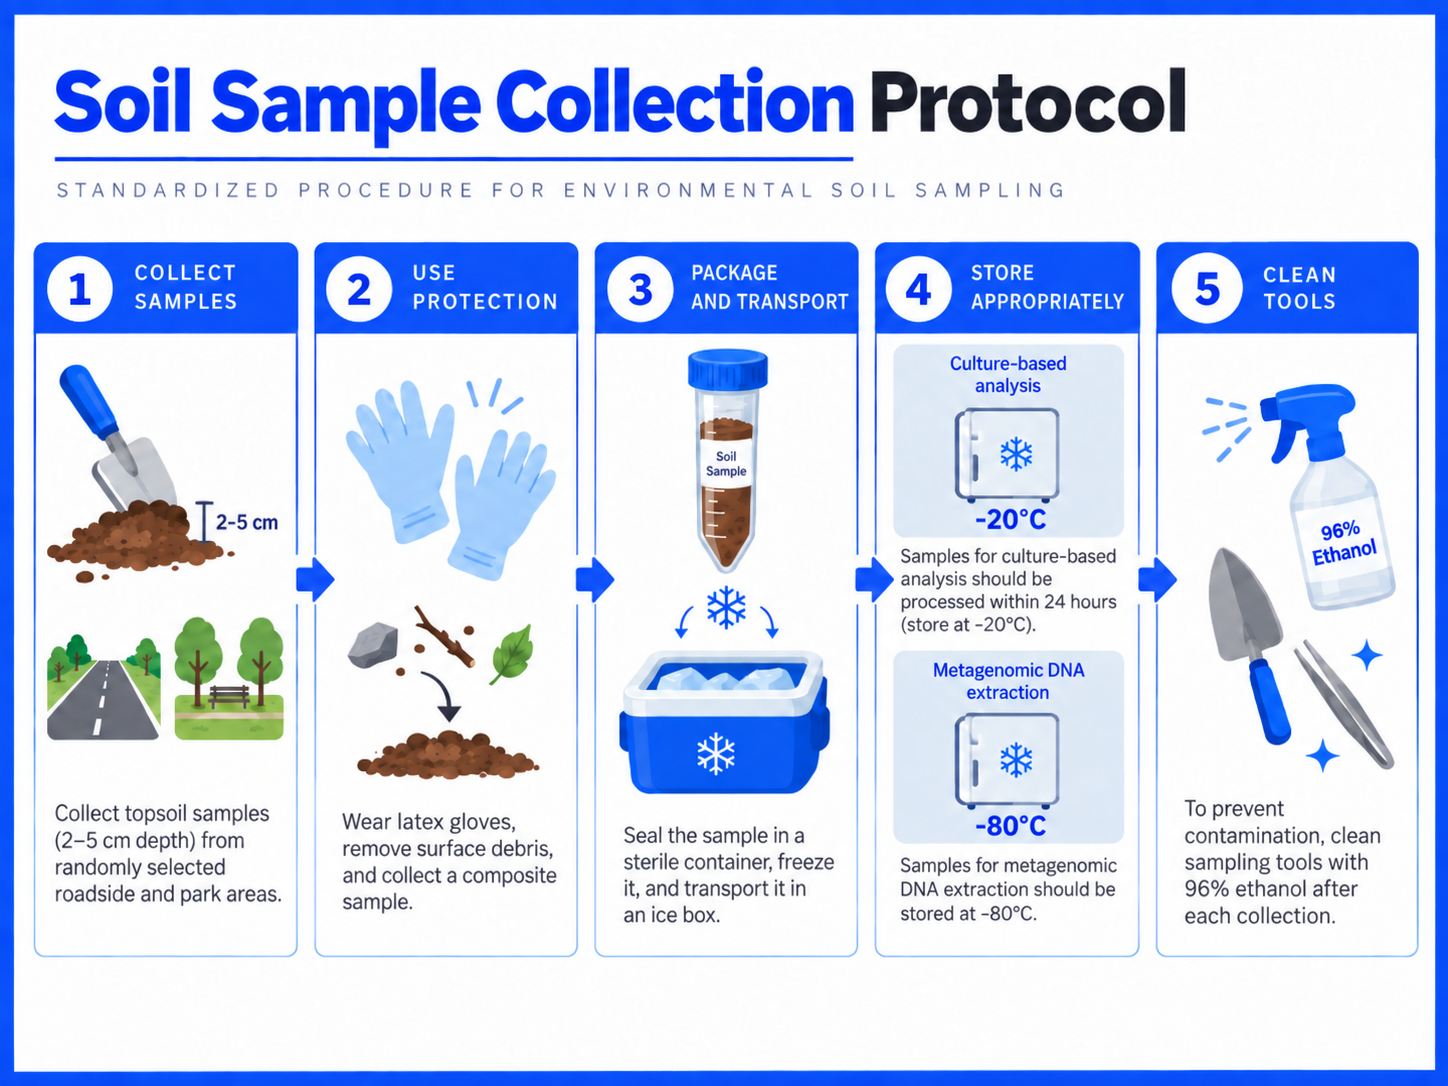 Soil Sample Collection Protocol
STANDARDIZED PROCEDURE FOR ENVIRONMENTAL SOIL SAMPLING
1
COLLECT
SAMPLES
2-5 cm
Collect topsoil samples
(2–5 cm depth) from
randomly selected
roadside and park areas.
2
USE
PROTECTION
Wear latex gloves,
remove surface debris,
and collect a composite
sample.
3
PACKAGE
AND TRANSPORT
Soil
Sample
Seal the sample in a
sterile container, freeze
it, and transport it in
an ice box.
4
STORE
APPROPRIATELY
Culture-based
analysis
-20°C
Samples for culture-based
analysis should be
processed within 24 hours
(store at –20°C).
Metagenomic DNA
extraction
-80°C
Samples for metagenomic
DNA extraction should be
stored at –80°C.
5
CLEAN
TOOLS
96%
Ethanol
To prevent
contamination, clean
sampling tools with
96% ethanol after
each collection.